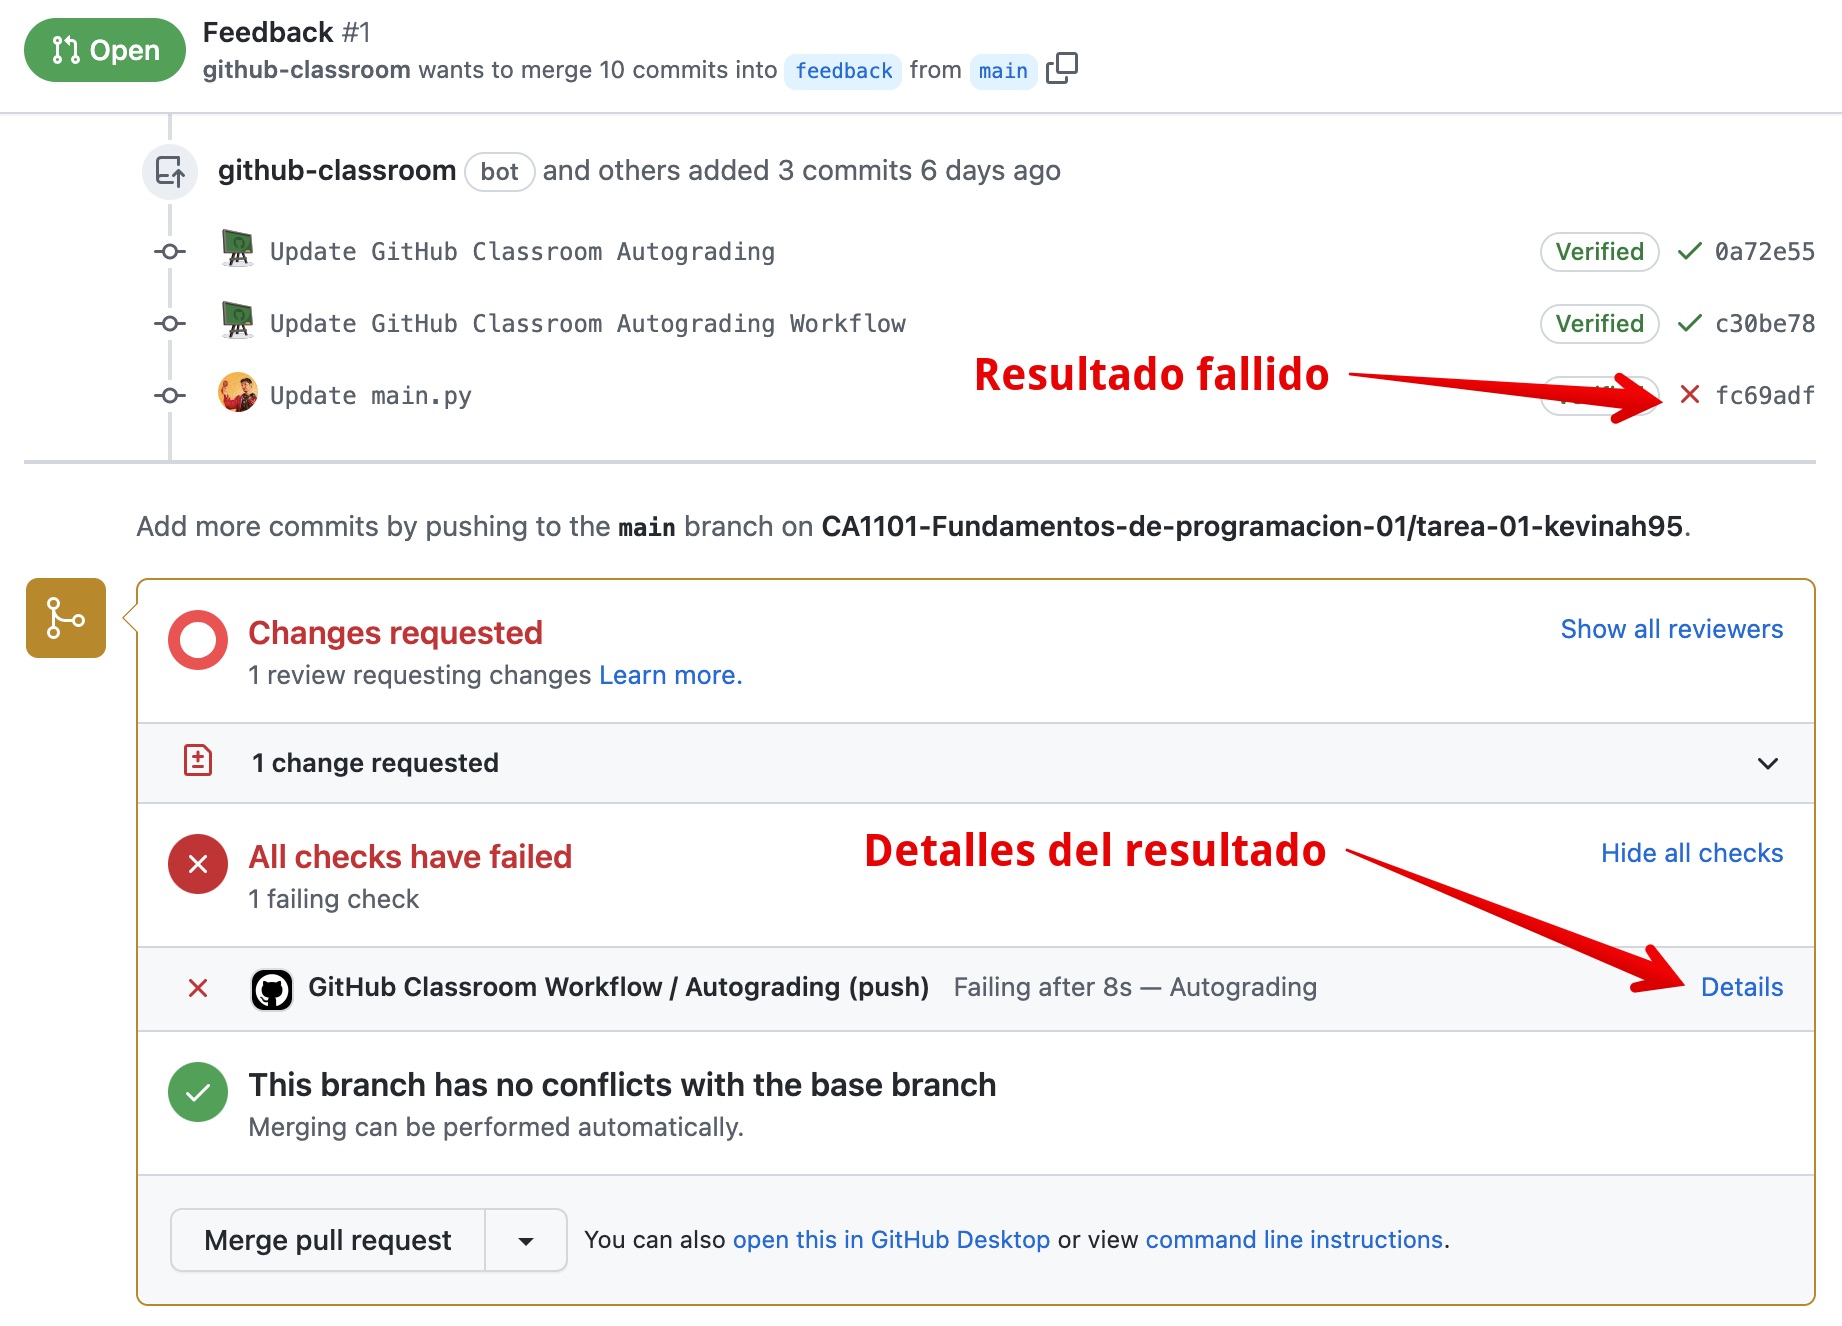 Open
Feedback #1
github-classroom wants to merge 10 commits into feedback from main
github-classroom bot and others added 3 commits 6 days ago
Update GitHub Classroom Autograding Verified 0a72e55
Update GitHub Classroom Autograding Workflow Verified c30be78
Resultado fallido
Update main.py fc69adf
Add more commits by pushing to the main branch on CA1101-Fundamentos-de-programacion-01/tarea-01-kevinah95.
Changes requested Show all reviewers
1 review requesting changes Learn more.
1 change requested
Detalles del resultado
All checks have failed Hide all checks
1 failing check
GitHub Classroom Workflow / Autograding (push) Failing after 8s — Autograding Details
This branch has no conflicts with the base branch
Merging can be performed automatically.
Merge pull request You can also open this in GitHub Desktop or view command line instructions.